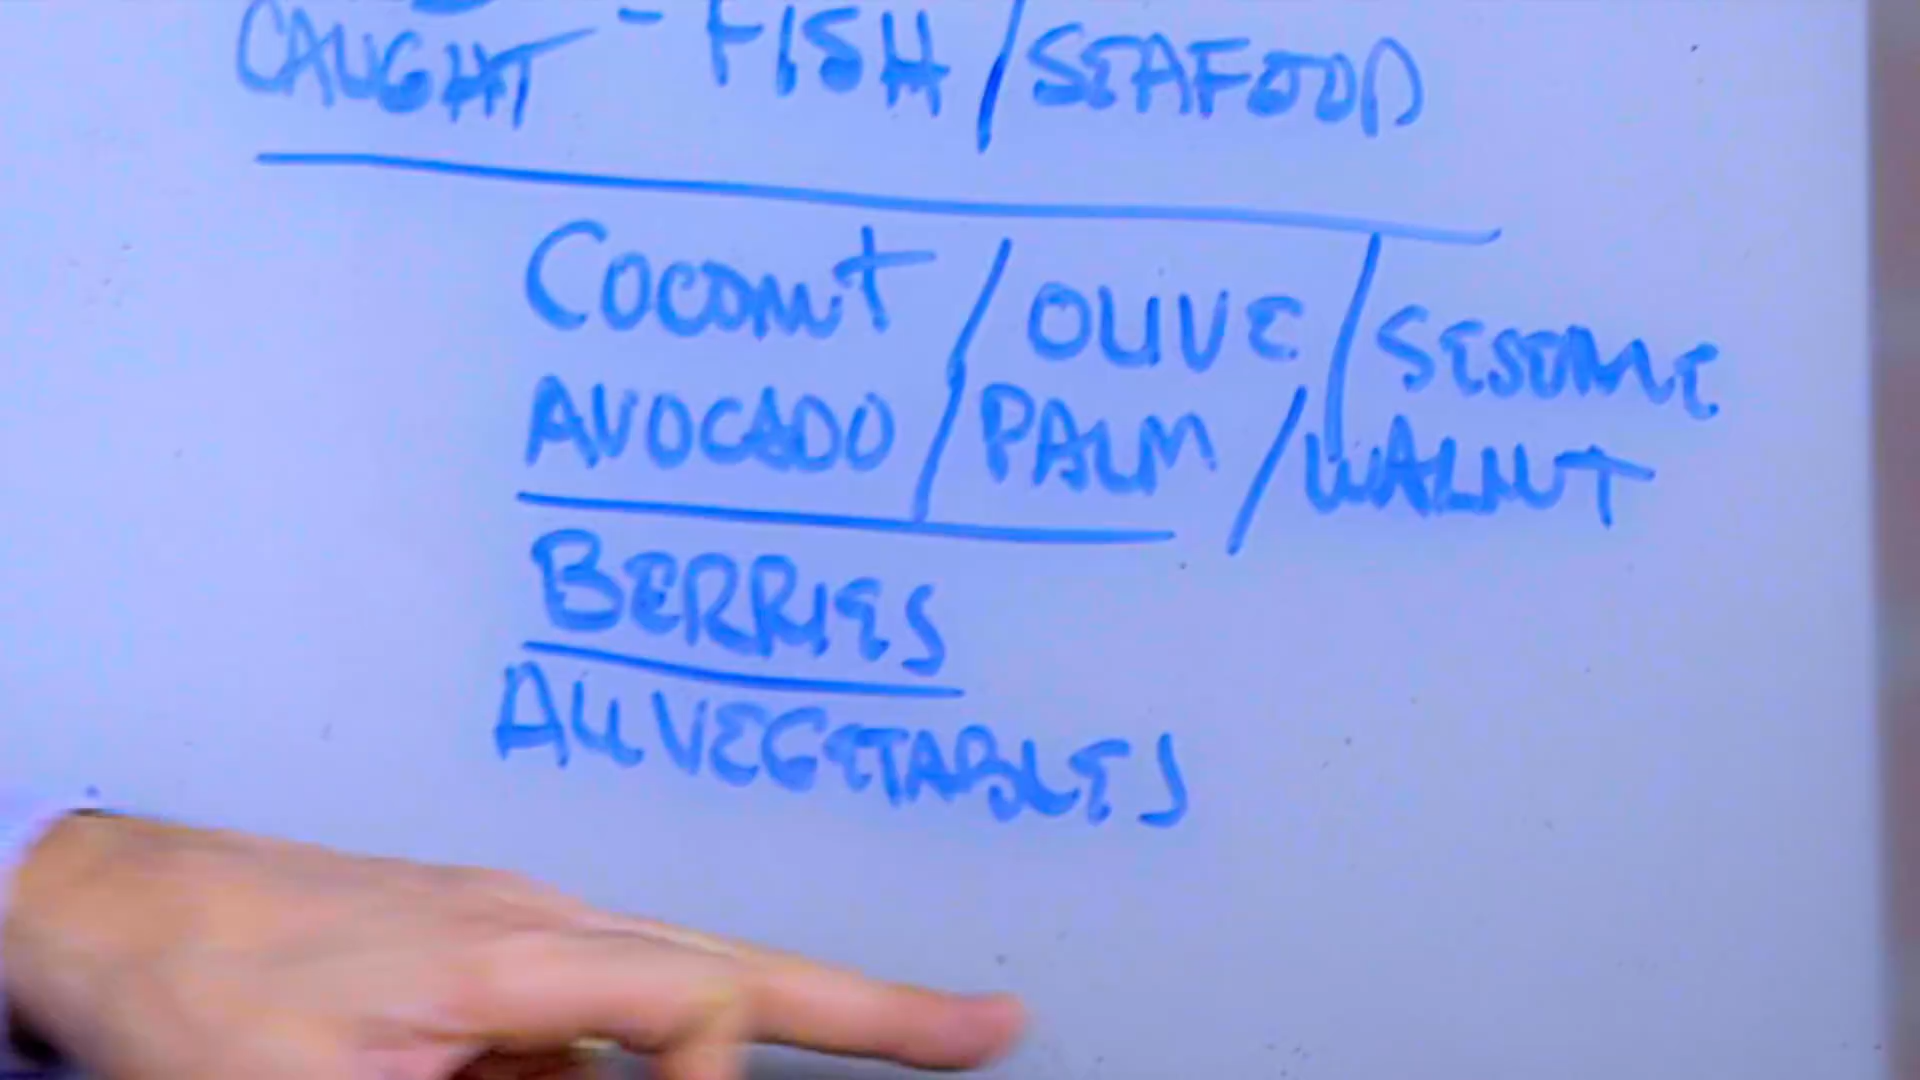 CAUGHT - FISH / SEAFOOD
COCONUT / OLIVE / SESAME
AVOCADO / PALM / WALNUT
BERRIES
ALL VEGETABLES